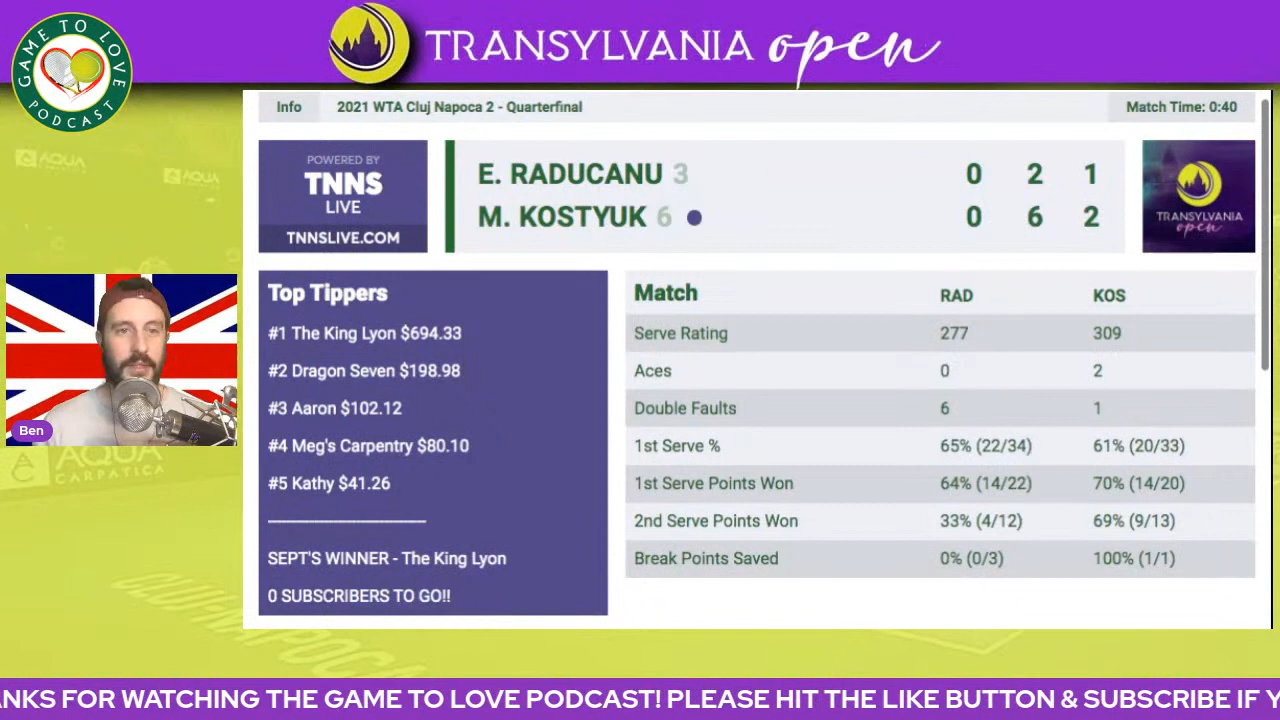 GAME TO LOVE PODCAST
TRANSYLVANIA open
Info 2021 WTA Cluj Napoca 2 - Quarterfinal Match Time: 0:40
POWERED BY
TNNS
LIVE
TNNSLIVE.COM
E. RADUCANU 3 0 2 1
M. KOSTYUK 6 0 6 2
TRANSYLVANIA
open
Top Tippers
#1 The King Lyon $694.33
#2 Dragon Seven $198.98
#3 Aaron $102.12
#4 Meg's Carpentry $80.10
#5 Kathy $41.26
SEPT'S WINNER - The King Lyon
0 SUBSCRIBERS TO GO!!
Match RAD KOS
Serve Rating 277 309
Aces 0 2
Double Faults 6 1
1st Serve % 65% (22/34) 61% (20/33)
1st Serve Points Won 64% (14/22) 70% (14/20)
2nd Serve Points Won 33% (4/12) 69% (9/13)
Break Points Saved 0% (0/3) 100% (1/1)
Ben
AQUA
AQUA
AQUA
CARPATICA
CLUJ-NAPOCA
ANKS FOR WATCHING THE GAME TO LOVE PODCAST! PLEASE HIT THE LIKE BUTTON & SUBSCRIBE IF Y